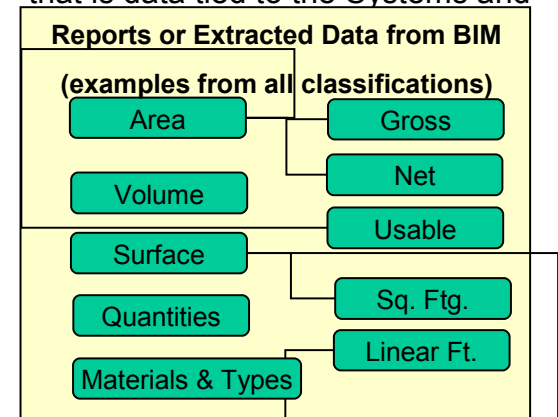 that is data tied to the Systems and
Reports or Extracted Data from BIM
(examples from all classifications)
Area
Gross
Net
Volume
Usable
Surface
Sq. Ftg.
Quantities
Linear Ft.
Materials & Types